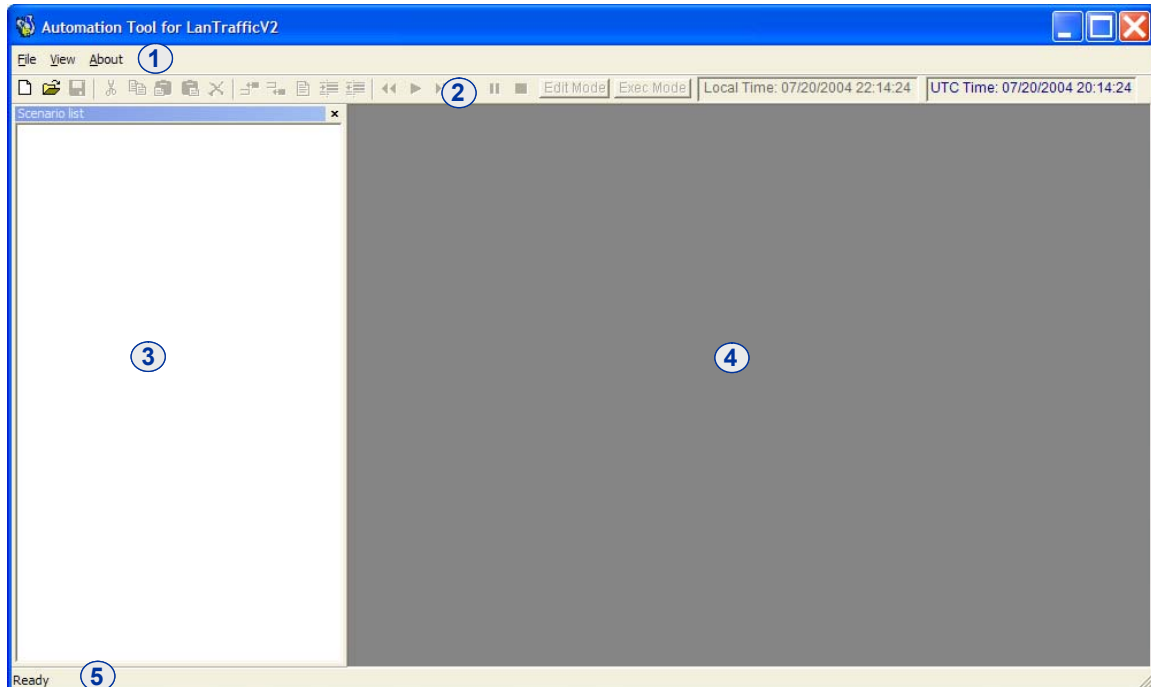 Automation Tool for LanTrafficV2
File View About 1
2 Edit Mode Exec Mode Local Time: 07/20/2004 22:14:24 UTC Time: 07/20/2004 20:14:24
Scenario list
3 4
Ready 5